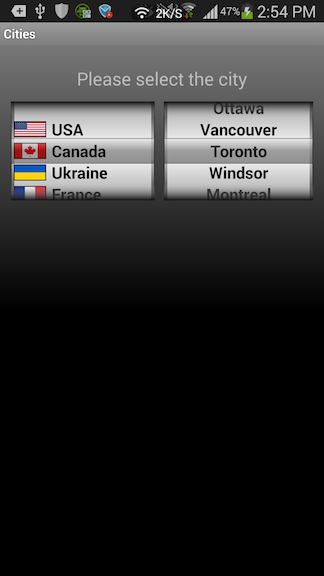 2K/S 47% 2:54 PM
Cities
Please select the city
USA
Canada
Ukraine
France
Ottawa
Vancouver
Toronto
Windsor
Montreal